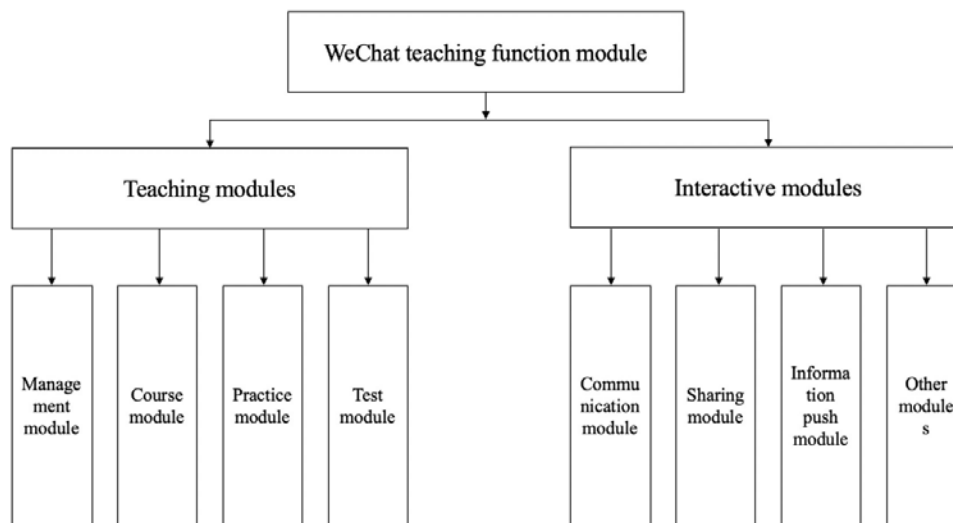 WeChat teaching function module
Teaching modules
Interactive modules
Manage
ment
module
Course
module
Practice
module
Test
module
Commu
nication
module
Sharing
module
Informa
tion
push
module
Other
module
s